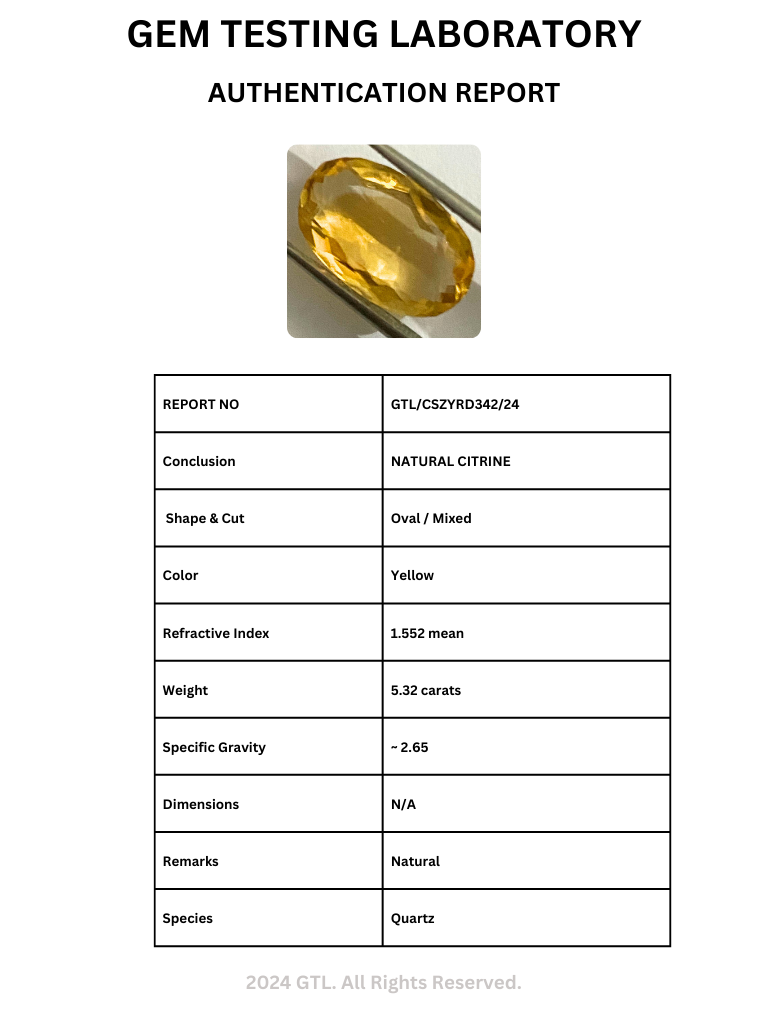 GEM TESTING LABORATORY
AUTHENTICATION REPORT
REPORT NO GTL/CSZYRD342/24
Conclusion NATURAL CITRINE
Shape & Cut Oval / Mixed
Color Yellow
Refractive Index 1.552 mean
Weight 5.32 carats
Specific Gravity ~ 2.65
Dimensions N/A
Remarks Natural
Species Quartz
2024 GTL. All Rights Reserved.